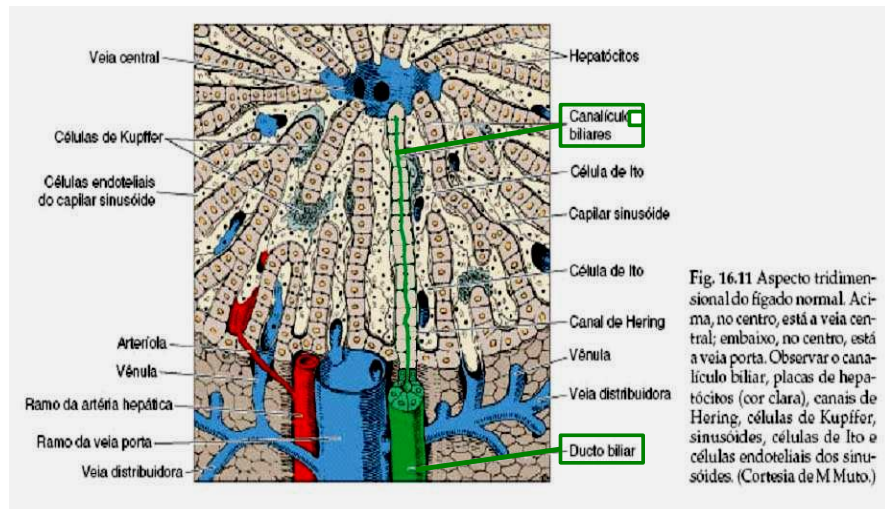 Veia central
Células de Kupffer
Células endoteliais
do capilar sinusóide
Arteríola
Vênula
Ramo da artéria hepática
Ramo da veia porta
Veia distribuidora
Hepatócitos
Canalículos
biliares
Célula de Ito
Capilar sinusóide
Célula de Ito
Canal de Hering
Vênula
Veia distribuidora
Ducto biliar
Fig. 16.11 Aspecto tridimen-
sional do fígado normal. Aci-
ma, no centro, está a veia cen-
tral; embaixo, no centro, está
a veia porta. Observar o cana-
lículo biliar, placas de hepa-
tócitos (cor clara), canais de
Hering, células de Kupffer,
sinusóides, células de Ito e
células endoteliais dos sinu-
sóides. (Cortesia de M Muto.)